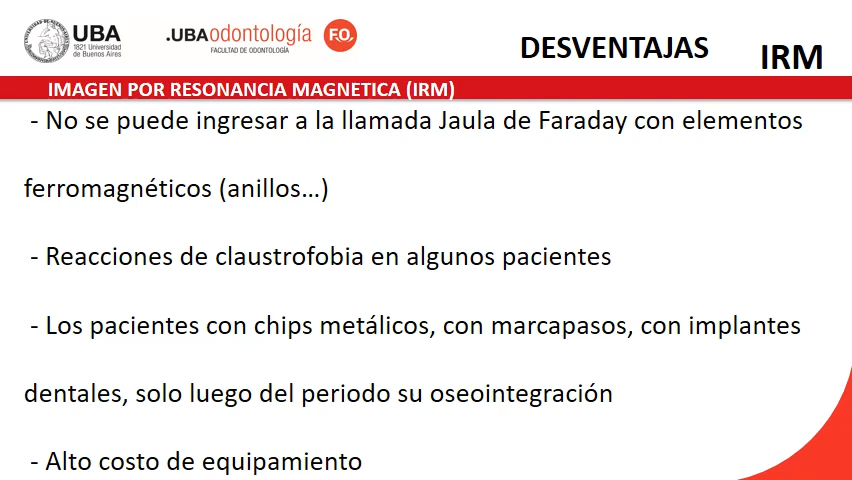 UBA
1821 Universidad
de Buenos Aires
.UBAodontología
FACULTAD DE ODONTOLOGÍA
F.O.
DESVENTAJAS
IRM
IMAGEN POR RESONANCIA MAGNETICA (IRM)
- No se puede ingresar a la llamada Jaula de Faraday con elementos
ferromagnéticos (anillos...)
- Reacciones de claustrofobia en algunos pacientes
- Los pacientes con chips metálicos, con marcapasos, con implantes
dentales, solo luego del periodo su oseointegración
- Alto costo de equipamiento